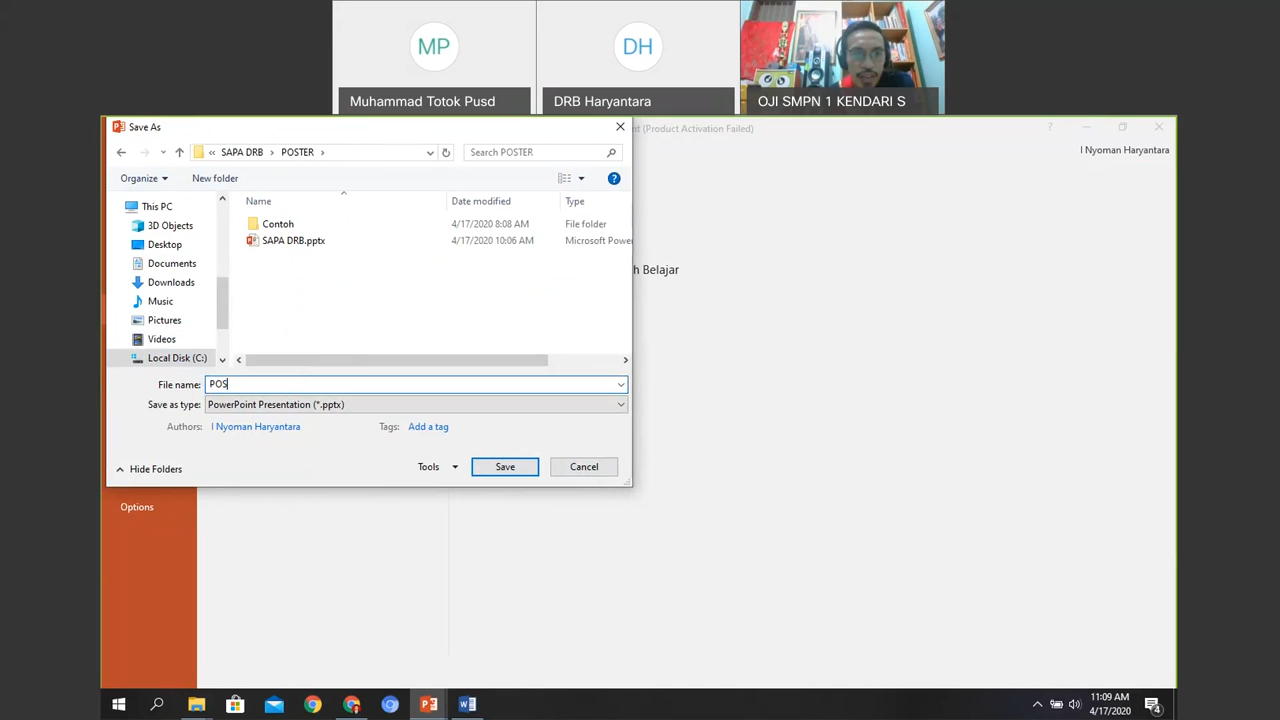 MP
DH
Muhammad Totok Pusd
DRB Haryantara
OJI SMPN 1 KENDARI S
Save As
nt (Product Activation Failed)
?
I Nyoman Haryantara
« SAPA DRB > POSTER >
Search POSTER
Organize
New folder
?
This PC
3D Objects
Desktop
Documents
Downloads
Music
Pictures
Videos
Local Disk (C:)
Name
Date modified
Type
Contoh
4/17/2020 8:08 AM
File folder
SAPA DRB.pptx
4/17/2020 10:06 AM
Microsoft Power
h Belajar
File name:
POS
Save as type:
PowerPoint Presentation (*.pptx)
Authors:
I Nyoman Haryantara
Tags:
Add a tag
Hide Folders
Tools
Save
Cancel
Options
11:09 AM
4/17/2020
4